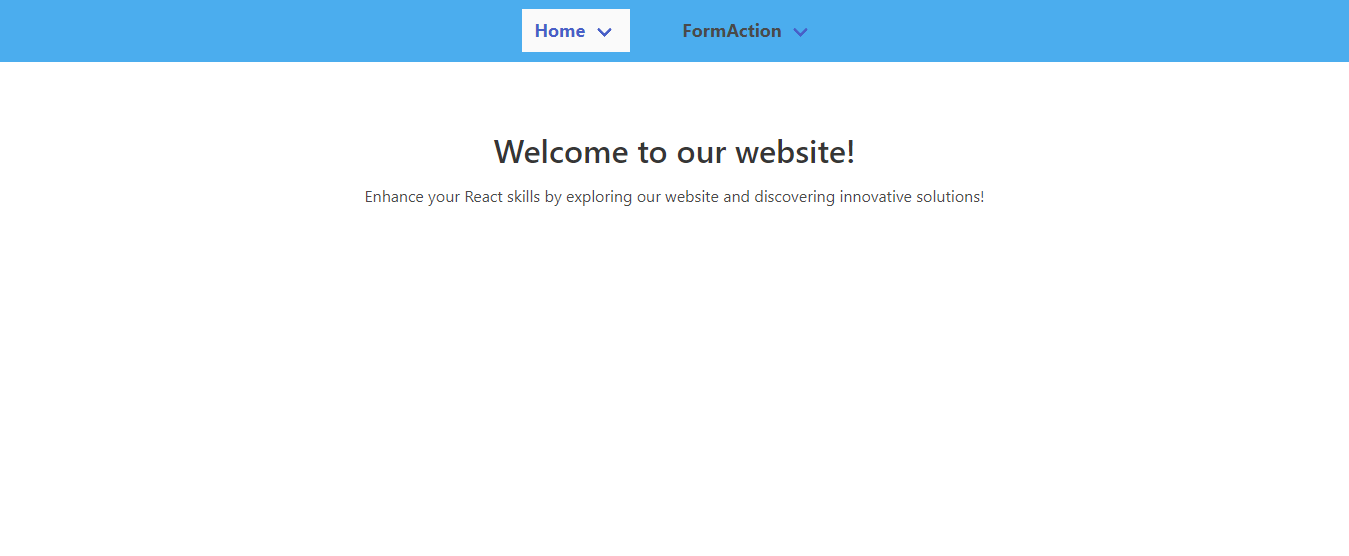 Home FormAction
Welcome to our website!
Enhance your React skills by exploring our website and discovering innovative solutions!